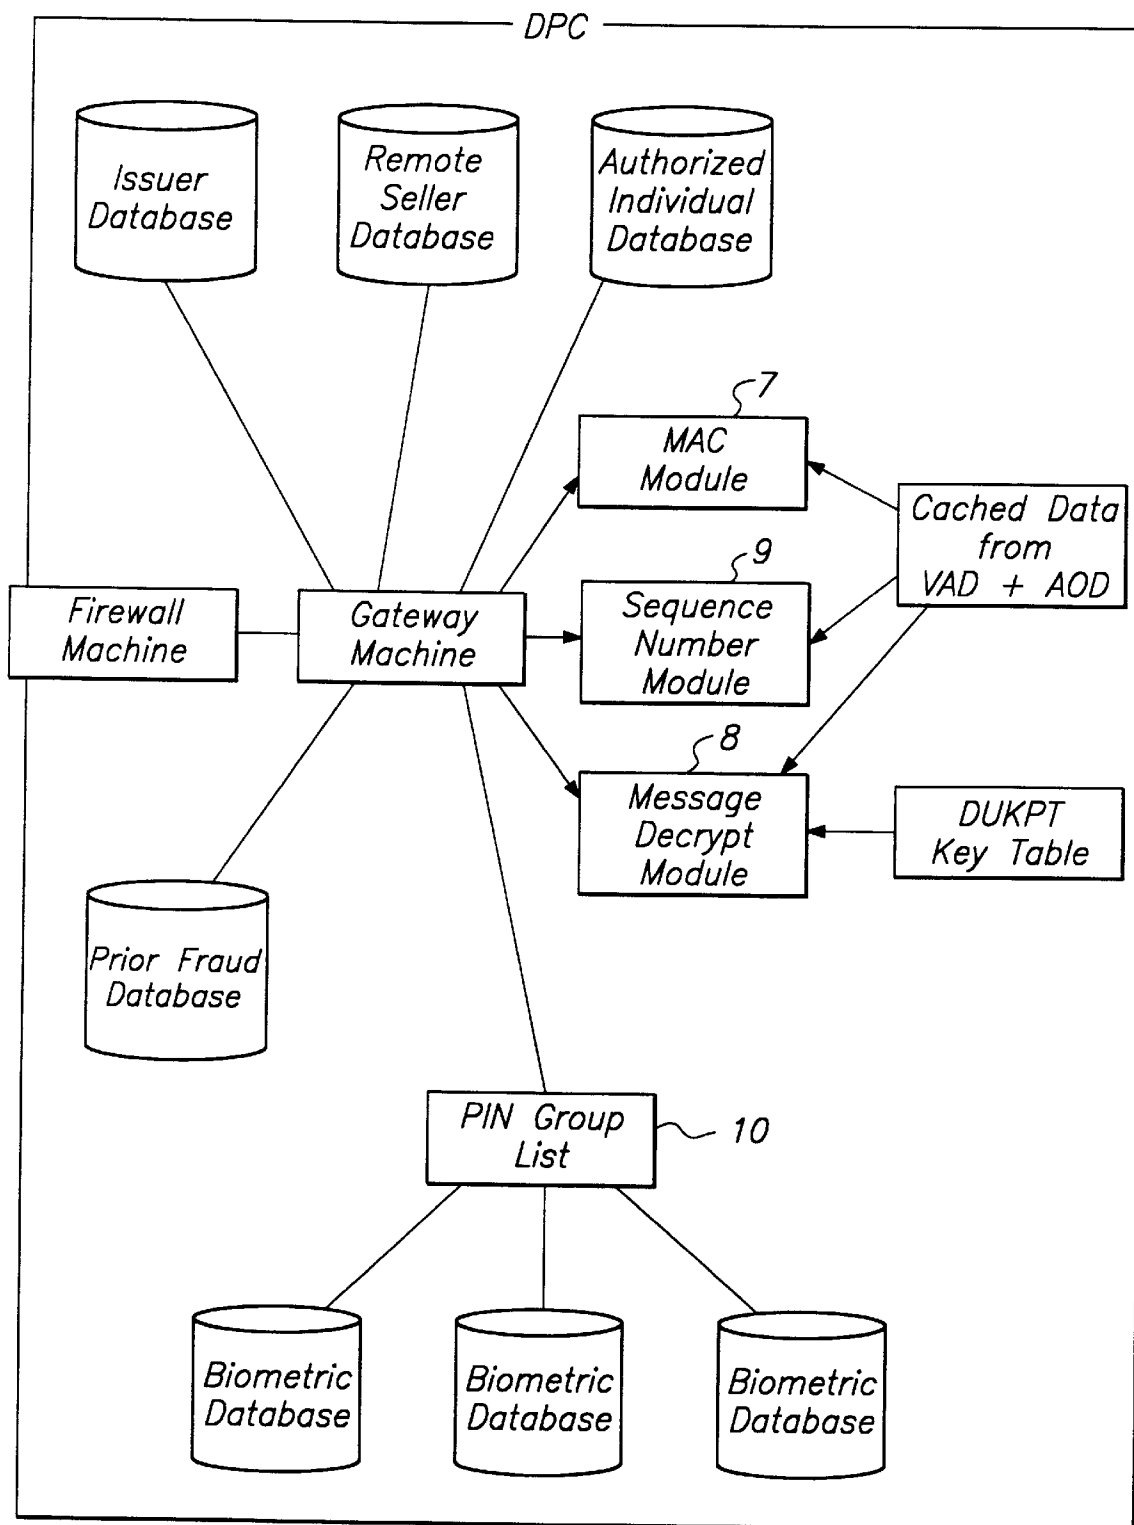 DPC
Issuer
Database
Remote
Seller
Database
Authorized
Individual
Database
7
MAC
Module
Cached Data
from
VAD + AOD
9
Sequence
Number
Module
Firewall
Machine
Gateway
Machine
8
Message
Decrypt
Module
DUKPT
Key Table
Prior Fraud
Database
PIN Group
List
10
Biometric
Database
Biometric
Database
Biometric
Database